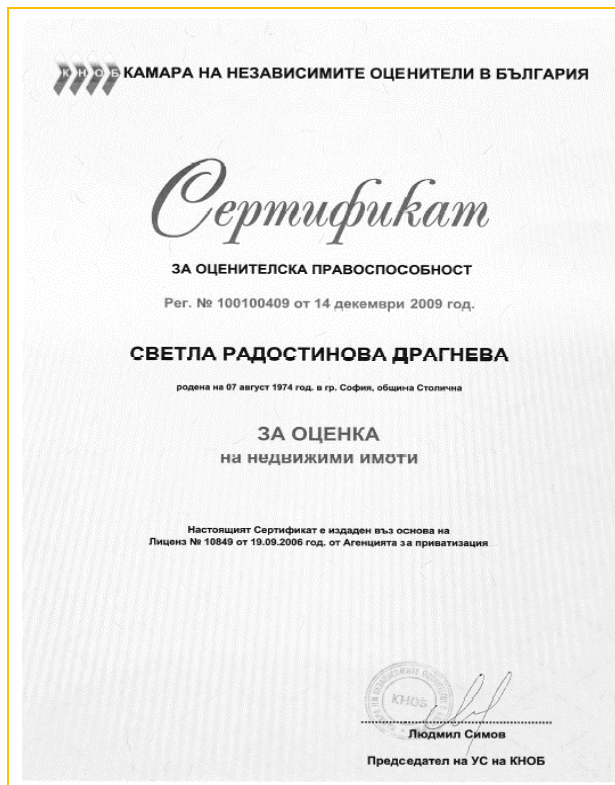 КНОБ КАМАРА НА НЕЗАВИСИМИТЕ ОЦЕНИТЕЛИ В БЪЛГАРИЯ
Сертификат
ЗА ОЦЕНИТЕЛСКА ПРАВОСПОСОБНОСТ
Рег. № 100100409 от 14 декември 2009 год.
СВЕТЛА РАДОСТИНОВА ДРАГНЕВА
родена на 07 август 1974 год. в гр. София, община Столична
ЗА ОЦЕНКА
на недвижими имоти
Настоящият Сертификат е издаден въз основа на
Лиценз № 10849 от 19.09.2006 год. от Агенцията за приватизация
КНОБ
Людмил Симов
Председател на УС на КНОБ